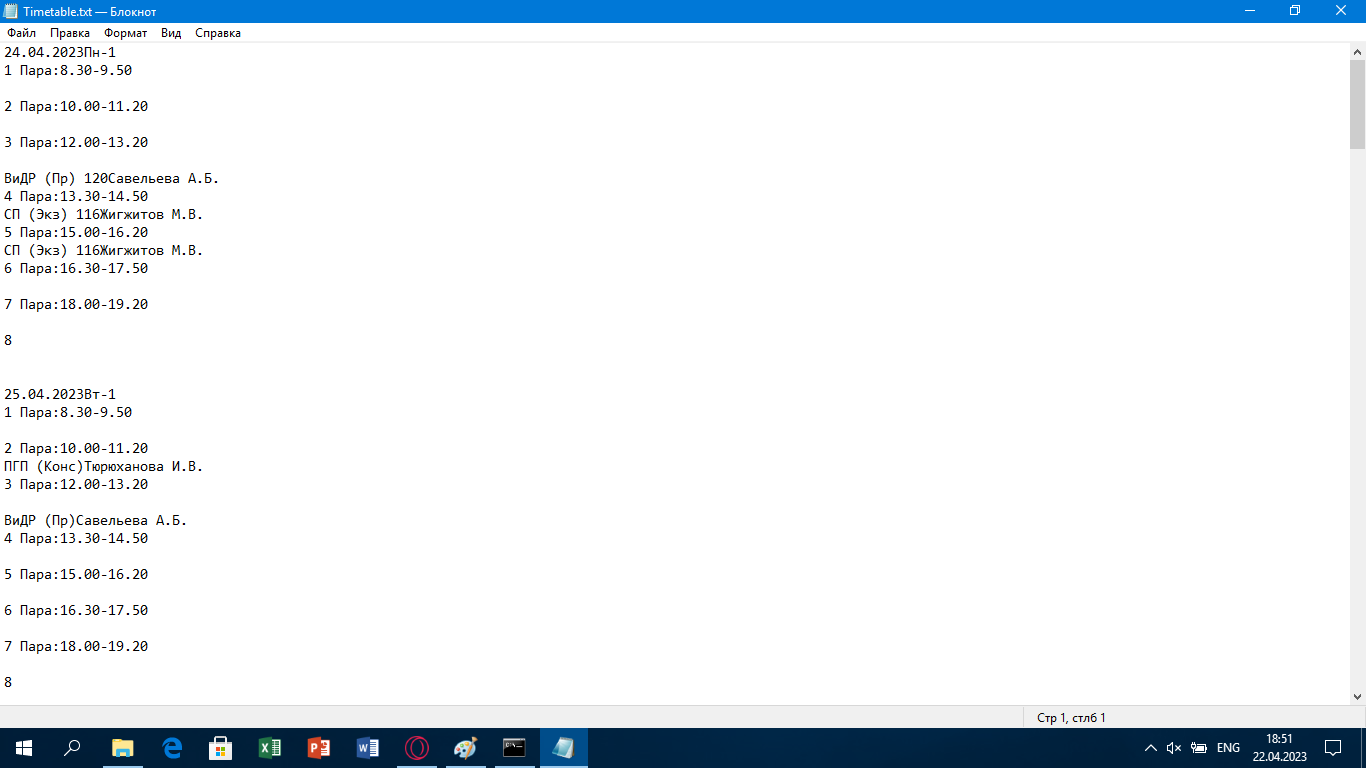 Timetable.txt — Блокнот
Файл Правка Формат Вид Справка
24.04.2023Пн-1
1 Пара:8.30-9.50
2 Пара:10.00-11.20
3 Пара:12.00-13.20
ВиДР (Пр) 120Савельева А.Б.
4 Пара:13.30-14.50
СП (Экз) 116Жигжитов М.В.
5 Пара:15.00-16.20
СП (Экз) 116Жигжитов М.В.
6 Пара:16.30-17.50
7 Пара:18.00-19.20
8
25.04.2023Вт-1
1 Пара:8.30-9.50
2 Пара:10.00-11.20
ПГП (Конс)Тюрюханова И.В.
3 Пара:12.00-13.20
ВиДР (Пр)Савельева А.Б.
4 Пара:13.30-14.50
5 Пара:15.00-16.20
6 Пара:16.30-17.50
7 Пара:18.00-19.20
8
Стр 1, стлб 1
ENG
18:51
22.04.2023